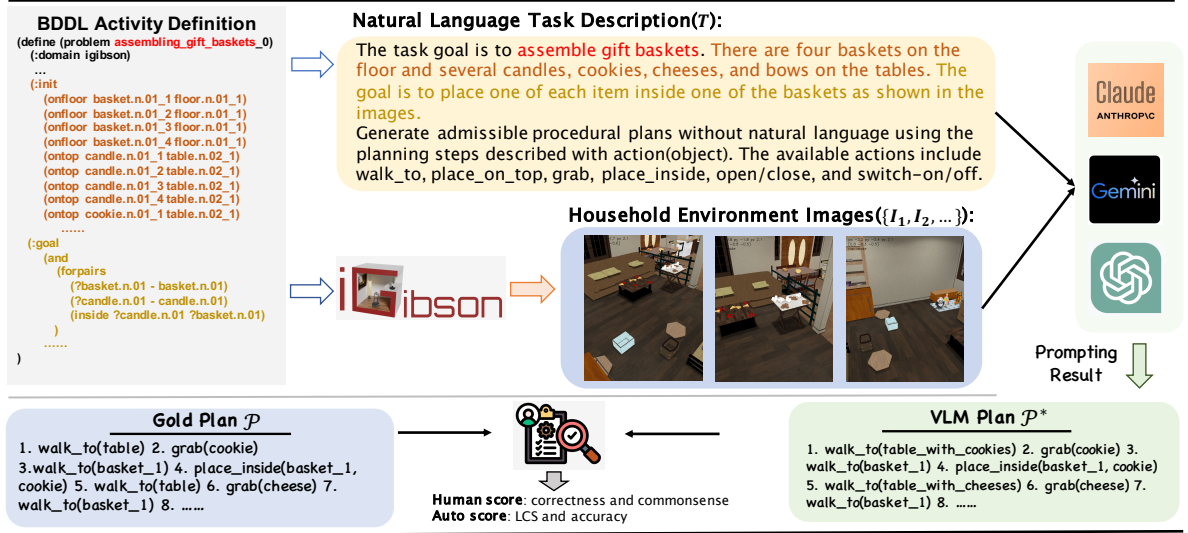 BDDL Activity Definition
(define (problem assembling_gift_baskets_0)
(:domain igibson)
...
(:init
(onfloor basket.n.01_1 floor.n.01_1)
(onfloor basket.n.01_2 floor.n.01_1)
(onfloor basket.n.01_3 floor.n.01_1)
(onfloor basket.n.01_4 floor.n.01_1)
(ontop candle.n.01_1 table.n.02_1)
(ontop candle.n.01_2 table.n.02_1)
(ontop candle.n.01_3 table.n.02_1)
(ontop candle.n.01_4 table.n.02_1)
(ontop cookie.n.01_1 table.n.02_1)
......
(:goal
(and
(forpairs
(?basket.n.01 - basket.n.01)
(?candle.n.01 - candle.n.01)
(inside ?candle.n.01 ?basket.n.01)
)
......
)
Natural Language Task Description(T):
The task goal is to assemble gift baskets. There are four baskets on the
floor and several candles, cookies, cheeses, and bows on the tables. The
goal is to place one of each item inside one of the baskets as shown in the
images.
Generate admissible procedural plans without natural language using the
planning steps described with action(object). The available actions include
walk_to, place_on_top, grab, place_inside, open/close, and switch-on/off.
Household Environment Images({I₁, I₂, ...}):
iGibson
Claude
ANTHROP\C
Gemini
Prompting
Result
Gold Plan 𝒫
1. walk_to(table) 2. grab(cookie)
3.walk_to(basket_1) 4. place_inside(basket_1,
cookie) 5. walk_to(table) 6. grab(cheese) 7.
walk_to(basket_1) 8. ......
Human score: correctness and commonsense
Auto score: LCS and accuracy
VLM Plan 𝒫*
1. walk_to(table_with_cookies) 2. grab(cookie) 3.
walk_to(basket_1) 4. place_inside(basket_1, cookie)
5. walk_to(table_with_cheeses) 6. grab(cheese) 7.
walk_to(basket_1) 8. ......